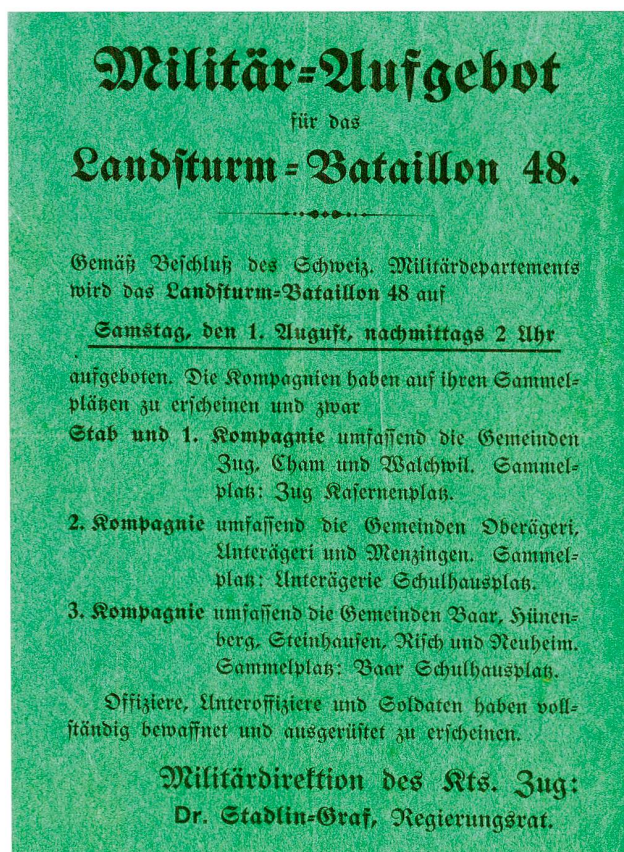 Militär-Aufgebot
für das
Landsturm-Bataillon 48.
Gemäß Beschluß des Schweiz. Militärdepartements
wird das Landsturm-Bataillon 48 auf
Samstag, den 1. August, nachmittags 2 Uhr
aufgeboten. Die Kompagnien haben auf ihren Sammel-
plätzen zu erscheinen und zwar
Stab und 1. Kompagnie umfassend die Gemeinden
Zug, Cham und Walchwil. Sammel-
platz: Zug Kasernenplatz.
2. Kompagnie umfassend die Gemeinden Oberägeri,
Unterägeri und Menzingen. Sammel-
platz: Unterägerie Schulhausplatz.
3. Kompagnie umfassend die Gemeinden Baar, Hünen-
berg, Steinhausen, Risch und Neuheim.
Sammelplatz: Baar Schulhausplatz.
Offiziere, Unteroffiziere und Soldaten haben voll-
ständig bewaffnet und ausgerüstet zu erscheinen.
Militärdirektion des Kts. Zug:
Dr. Stadlin-Graf, Regierungsrat.